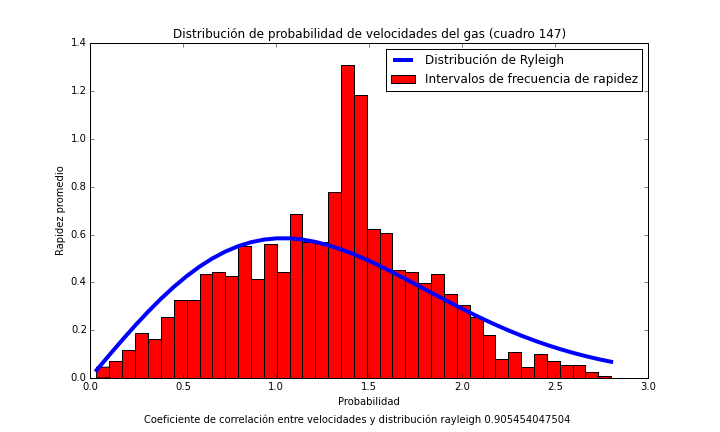 Distribución de probabilidad de velocidades del gas (cuadro 147)
Distribución de Ryleigh
Intervalos de frecuencia de rapidez
1.4
1.2
1.0
0.8
0.6
0.4
0.2
0.0
Rapidez promedio
0.0 0.5 1.0 1.5 2.0 2.5 3.0
Probabilidad
Coeficiente de correlación entre velocidades y distribución rayleigh 0.905454047504